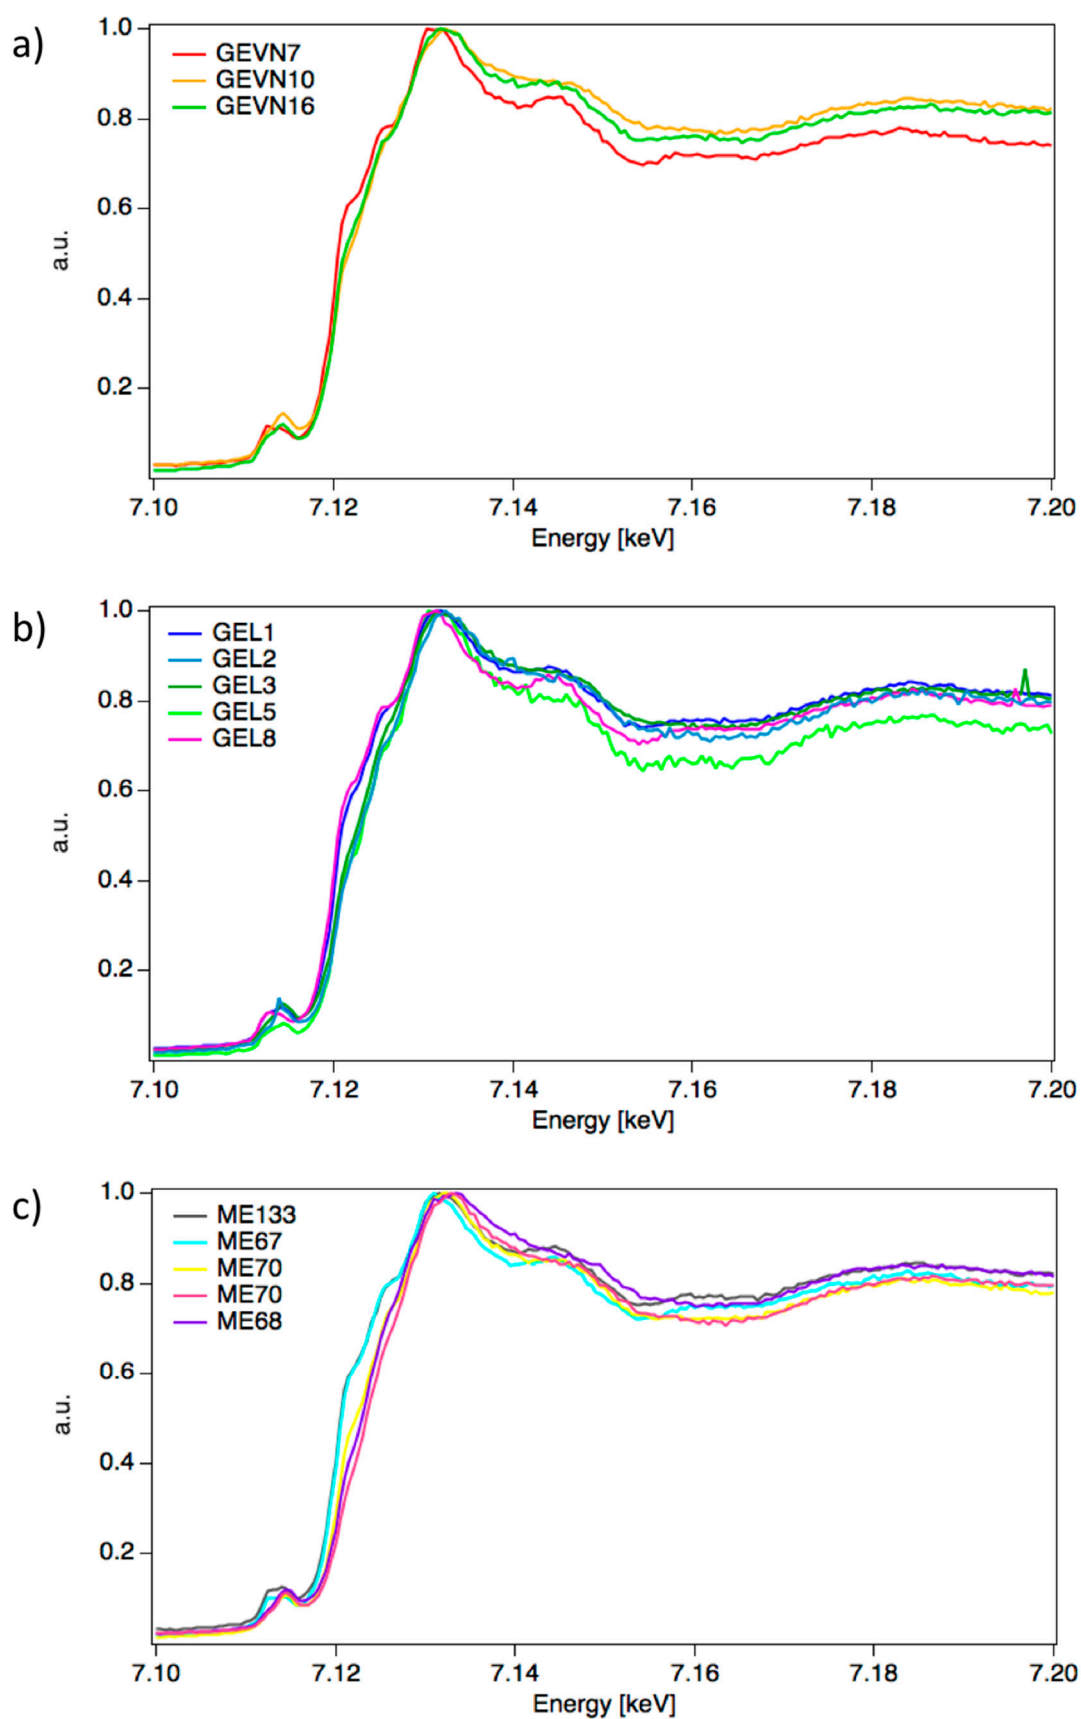 a)
1.0
0.8
0.6
0.4
0.2
a.u.
GEVN7
GEVN10
GEVN16
7.10 7.12 7.14 7.16 7.18 7.20
Energy [keV]
b)
1.0
0.8
0.6
0.4
0.2
a.u.
GEL1
GEL2
GEL3
GEL5
GEL8
7.10 7.12 7.14 7.16 7.18 7.20
Energy [keV]
c)
1.0
0.8
0.6
0.4
0.2
a.u.
ME133
ME67
ME70
ME70
ME68
7.10 7.12 7.14 7.16 7.18 7.20
Energy [keV]